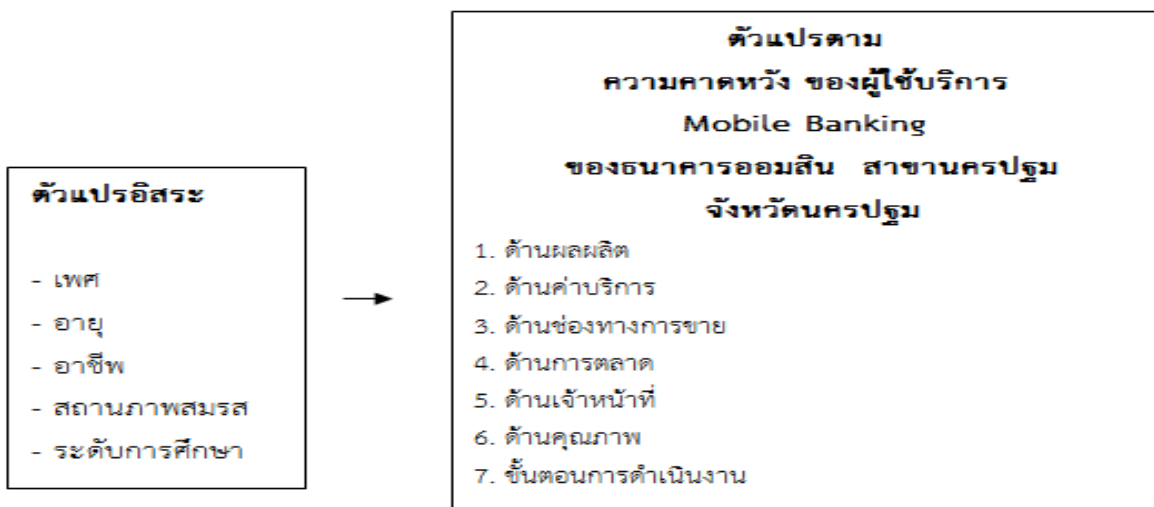 ตัวแปรอิสระ
- เพศ
- อายุ
- อาชีพ
- สถานภาพสมรส
- ระดับการศึกษา
ตัวแปรตาม
ความคาดหวัง ของผู้ใช้บริการ
Mobile Banking
ของธนาคารออมสิน สาขานครปฐม
จังหวัดนครปฐม
1. ด้านผลผลิต
2. ด้านค่าบริการ
3. ด้านช่องทางการขาย
4. ด้านการตลาด
5. ด้านเจ้าหน้าที่
6. ด้านคุณภาพ
7. ขั้นตอนการดำเนินงาน